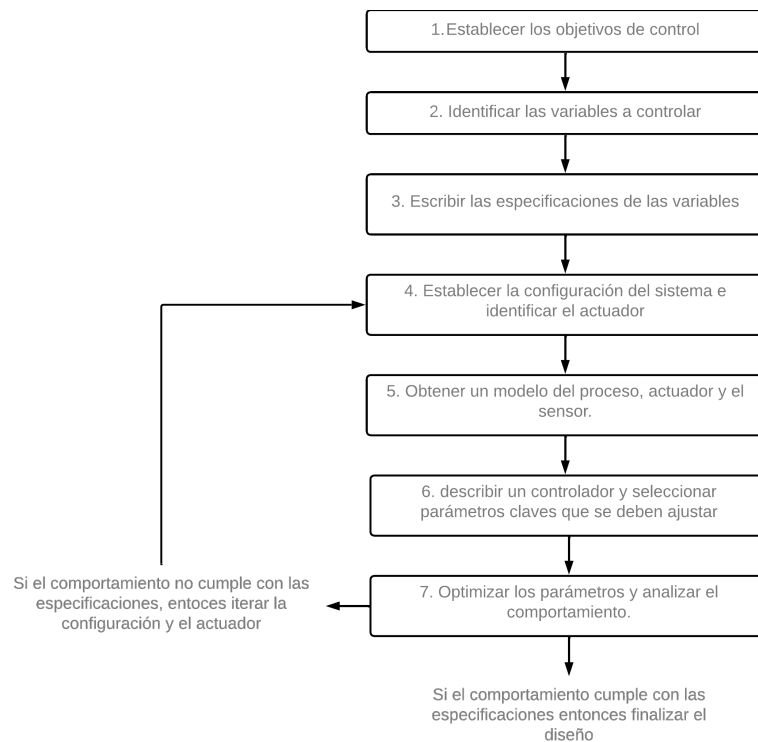 1.Establecer los objetivos de control
2. Identificar las variables a controlar
3. Escribir las especificaciones de las variables
4. Establecer la configuración del sistema e
identificar el actuador
5. Obtener un modelo del proceso, actuador y el
sensor.
6. describir un controlador y seleccionar
parámetros claves que se deben ajustar
7. Optimizar los parámetros y analizar el
comportamiento.
Si el comportamiento no cumple con las
especificaciones, entoces iterar la
configuración y el actuador
Si el comportamiento cumple con las
especificaciones entonces finalizar el
diseño